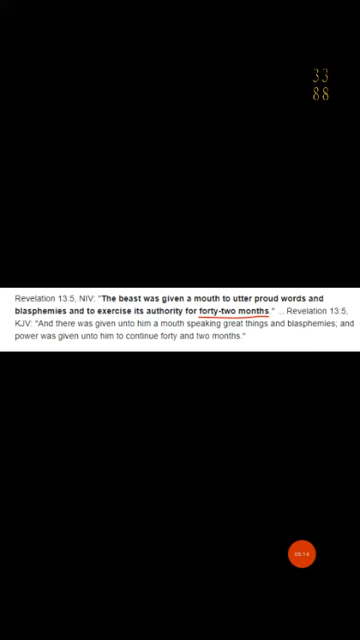 33
88
Revelation 13:5, NIV: "The beast was given a mouth to utter proud words and
blasphemies and to exercise its authority for forty-two months." ... Revelation 13:5,
KJV: "And there was given unto him a mouth speaking great things and blasphemies; and
power was given unto him to continue forty and two months."